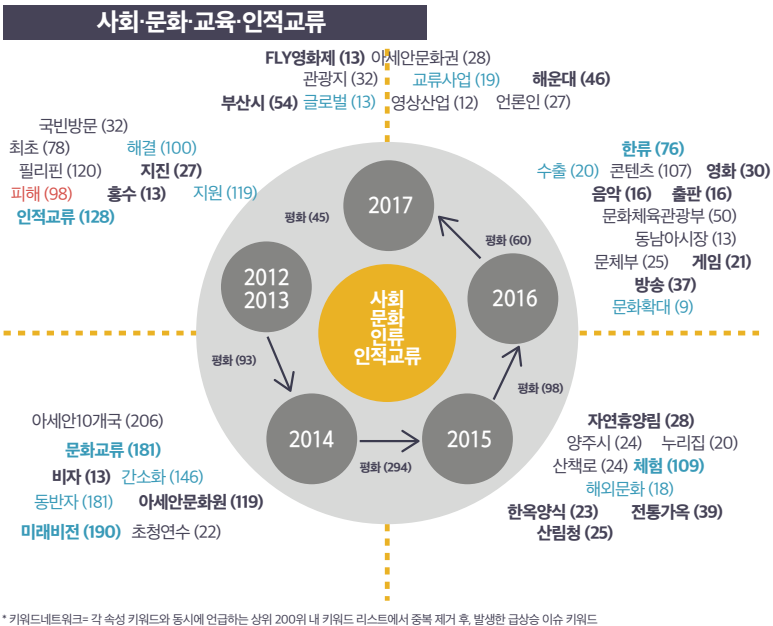 사회·문화·교육·인적교류
FLY영화제 (13) 아세안문화권 (28)
관광지 (32) 교류사업 (19) 해운대 (46)
부산시 (54) 글로벌 (13) 영상산업 (12) 언론인 (27)
국빈방문 (32)
최초 (78) 해결 (100)
필리핀 (120) 지진 (27)
피해 (98) 홍수 (13) 지원 (119)
인적교류 (128)
한류 (76)
수출 (20) 콘텐츠 (107) 영화 (30)
음악 (16) 출판 (16)
문화체육관광부 (50)
동남아시장 (13)
문체부 (25) 게임 (21)
방송 (37)
문화확대 (9)
2017
평화 (45)
평화 (60)
2012
2013
2016
사회
문화
인류
인적교류
평화 (93)
평화 (98)
2014
2015
평화 (294)
아세안10개국 (206)
문화교류 (181)
비자 (13) 간소화 (146)
동반자 (181) 아세안문화원 (119)
미래비전 (190) 초청연수 (22)
자연휴양림 (28)
양주시 (24) 누리집 (20)
산책로 (24) 체험 (109)
해외문화 (18)
한옥양식 (23) 전통가옥 (39)
산림청 (25)
* 키워드네트워크= 각 속성 키워드와 동시에 언급하는 상위 200위 내 키워드 리스트에서 중복 제거 후, 발생한 급상승 이슈 키워드